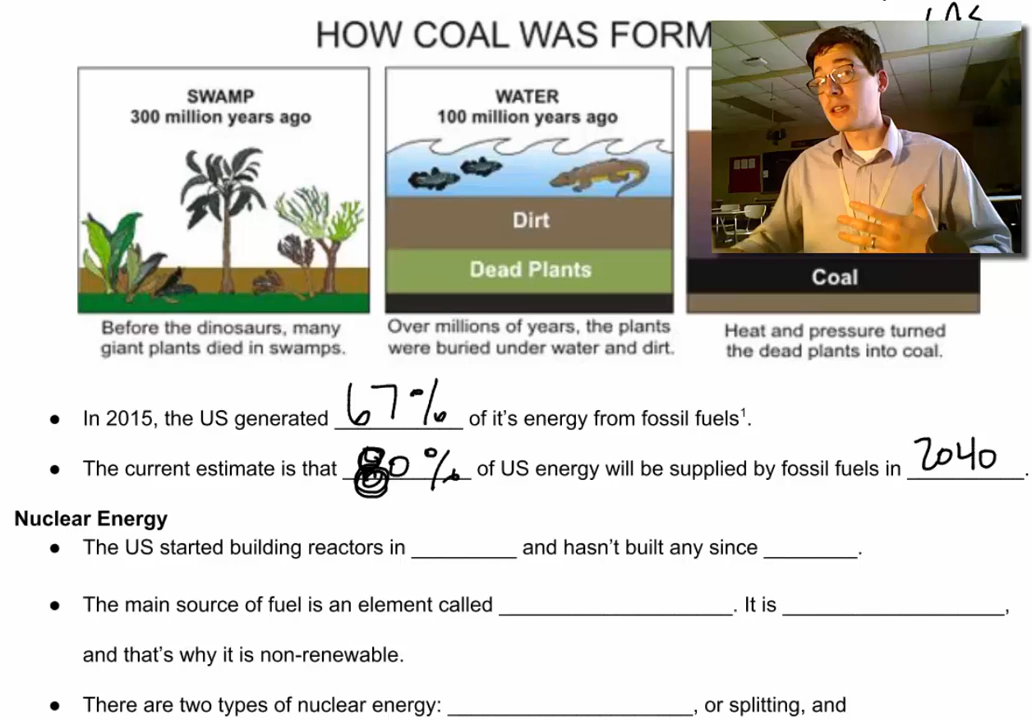 HOW COAL WAS FORM
SWAMP
300 million years ago
WATER
100 million years ago
Dirt
Dead Plants
Coal
Before the dinosaurs, many
giant plants died in swamps.
Over millions of years, the plants
were buried under water and dirt.
Heat and pressure turned
the dead plants into coal.
• In 2015, the US generated 67% of it's energy from fossil fuels1.
• The current estimate is that 80% of US energy will be supplied by fossil fuels in 2040.
Nuclear Energy
• The US started building reactors in _________ and hasn't built any since ________.
• The main source of fuel is an element called ____________________. It is ___________________,
and that's why it is non-renewable.
• There are two types of nuclear energy: _____________________, or splitting, and